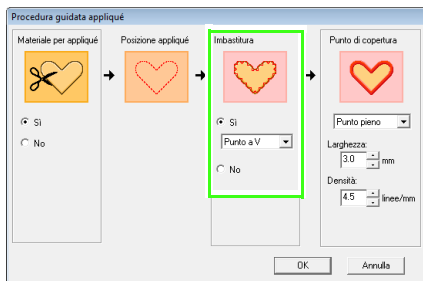 Procedura guidata appliqué
Materiale per appliqué
Posizione appliqué
Imbastitura
Punto di copertura
Sì
No
Sì
Punto a V
No
Punto pieno
Larghezza:
3.0 mm
Densità:
4.5 linee/mm
OK
Annulla